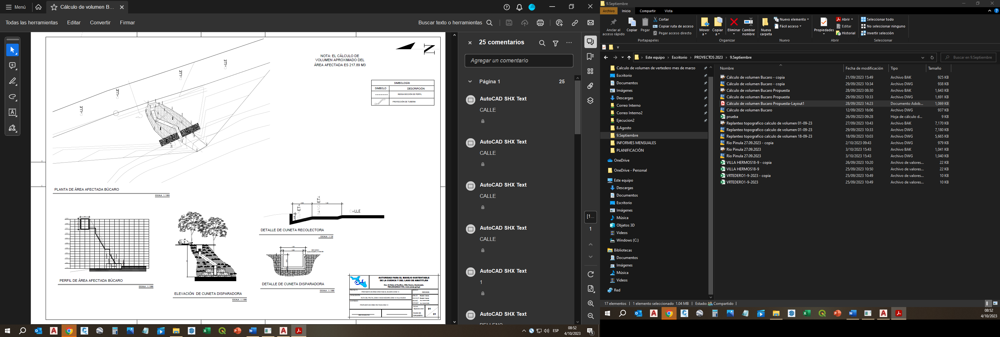 Menú
Cálculo de volumen B...
Todas las herramientas
Editar
Convertir
Firmar
Buscar texto o herramientas
NOTA: EL CÁLCULO DE
VOLUMEN APROXIMADO DEL
ÁREA AFECTADA ES 217.89 M3
CALLE
CALLE
CALLE
CALLE
SIMBOLOGÍA
SIMBOLO
DESCRIPCIÓN
INDICA SECCIÓN DE PERFIL
PROYECCIÓN DE TUBERIA
PLANTA DE ÁREA AFECTADA BÚCARO
ESCALA 1 / 1000
CALLE
DETALLE DE CUNETA RECOLECTORA
ESCALA 1 / 20
PERFIL DE ÁREA AFECTADA BÚCARO
ESCALA 1 / 1000
ELEVACIÓN DE CUNETA DISPARADORA
ESCALA 1 / 1000
DETALLE DE CUNETA DISPARADORA
ESCALA 1 / 1000
AUTORIDAD PARA EL MANEJO SUSTENTABLE
DE LA CUENCA Y DEL LAGO DE AMATITLÁN
INDICADA
PLANO DE:
TOPOGRAFÍA
01
01
25 comentarios
Agregar un comentario
Página 1
25
AutoCAD SHX Text
CALLE
AutoCAD SHX Text
CALLE
AutoCAD SHX Text
CALLE
AutoCAD SHX Text
CALLE
AutoCAD SHX Text
1
AutoCAD SHX Text
[1...
1
ESP
08:52
4/10/2023
5
9.Septiembre
Archivo
Inicio
Compartir
Vista
Anclar al
acceso rápido
Copiar
Pegar
Cortar
Copiar ruta de acceso
Pegar acceso directo
Portapapeles
Mover
a
Copiar
a
Eliminar
Cambiar
nombre
Organizar
Nueva
carpeta
Nuevo elemento
Fácil acceso
Nuevo
Propiedades
Abrir
Editar
Historial
Abrir
Seleccionar todo
No seleccionar ninguno
Invertir selección
Seleccionar
Este equipo > Escritorio > PROYECTOS 2023 > 9.Septiembre
Buscar en 9.Septiembre
Calculo de volumen de vertedero mes de marzo
Escritorio
Documentos
Imágenes
Descargas
Correo Interno
Correo Interno2
Ejecucion2
8.Agosto
9.Septiembre
INFORMES MENSUALES
PLANIFICACIÓN
OneDrive
OneDrive - Personal
Este equipo
Descargas
Documentos
Escritorio
Imágenes
Música
Objetos 3D
Videos
Windows (C:)
Bibliotecas
Documentos
Imágenes
Música
Videos
Red
Nombre Fecha de modificación Tipo Tamaño
Cálculo de volumen Bucaro - copia 21/09/2023 15:49 Archivo BAK 925 KB
Cálculo de volumen Bucaro - copia 29/09/2023 10:34 Archivo DWG 938 KB
Cálculo de volumen Bucaro Propuesta 28/09/2023 08:30 Archivo BAK 1,643 KB
Cálculo de volumen Bucaro Propuesta 29/09/2023 10:33 Archivo DWG 1,691 KB
Cálculo de volumen Bucaro Propuesta-Layout1 28/09/2023 14:23 Documento Adob... 1,069 KB
Cálculo de volumen Bucaro 12/09/2023 16:06 Archivo DWG 937 KB
prueba 26/09/2023 09:28 Hoja de cálculo d... 9 KB
Replanteo topografico calculo de volumen 01-09-23 27/09/2023 10:43 Archivo BAK 7,170 KB
Replanteo topografico calculo de volumen 01-09-23 29/09/2023 10:33 Archivo DWG 7,180 KB
Replanteo topografico calculo de volumen 18-09-23 18/09/2023 10:03 Archivo DWG 5,665 KB
Rio Pinula 27.09.2023 - copia 2/10/2023 09:43 Archivo DWG 979 KB
Rio Pinula 27.09.2023 3/10/2023 15:43 Archivo BAK 1,041 KB
Rio Pinula 27.09.2023 3/10/2023 15:43 Archivo DWG 1,040 KB
VILLA HERMOS18-9 - copia 26/09/2023 10:20 Archivo de valores... 22 KB
VILLA HERMOS18-9 25/09/2023 10:50 Archivo de valores... 22 KB
VRTEDERO1-9-2023 - copia 25/09/2023 10:49 Archivo de valores... 10 KB
VRTEDERO1-9-2023 25/09/2023 10:49 Archivo de valores... 10 KB
17 elementos
1 elemento seleccionado 1.04 MB
Estado: Compartido
08:52
4/10/2023